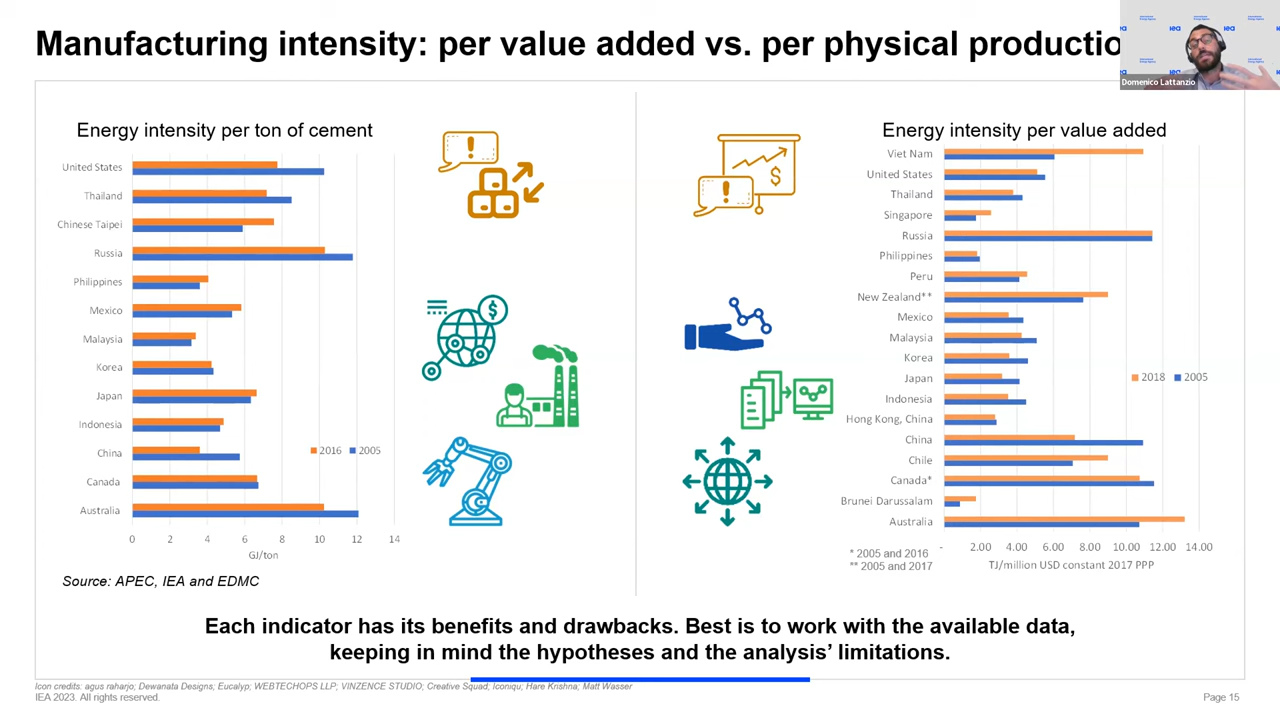 Manufacturing intensity: per value added vs. per physical productio
iea
iea
iea
iea
Domenico Lattanzio
Energy intensity per ton of cement
United States
Thailand
Chinese Taipei
Russia
Philippines
Mexico
Malaysia
Korea
Japan
Indonesia
China
Canada
Australia
2016 2005
0 2 4 6 8 10 12 14
GJ/ton
Source: APEC, IEA and EDMC
!
$
$
!
Energy intensity per value added
Viet Nam
United States
Thailand
Singapore
Russia
Philippines
Peru
New Zealand**
Mexico
Malaysia
Korea
Japan
Indonesia
Hong Kong, China
China
Chile
Canada*
Brunei Darussalam
Australia
2018 2005
- 2.00 4.00 6.00 8.00 10.00 12.00 14.00
TJ/million USD constant 2017 PPP
* 2005 and 2016
** 2005 and 2017
Each indicator has its benefits and drawbacks. Best is to work with the available data,
keeping in mind the hypotheses and the analysis’ limitations.
Icon credits: agus raharjo; Dewanata Designs; Eucalyp; WEBTECHOPS LLP; VINZENCE STUDIO; Creative Squad; Iconiqu; Hare Krishna; Matt Wasser
IEA 2023. All rights reserved.
Page 15